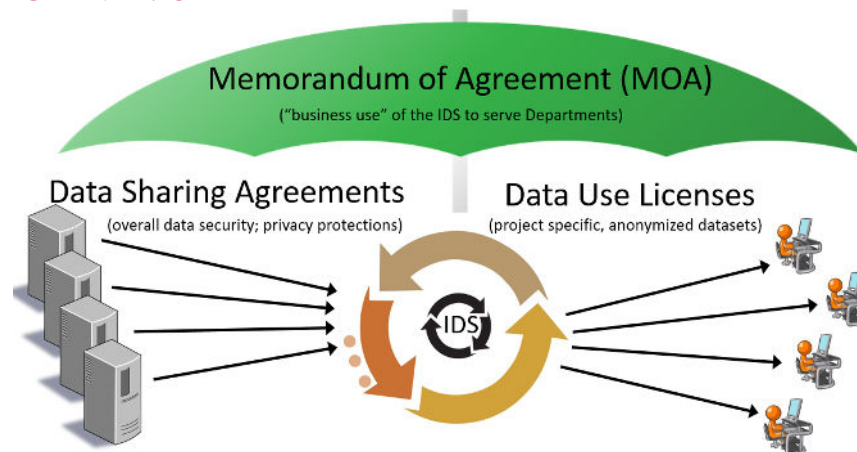 Memorandum of Agreement (MOA)
("business use" of the IDS to serve Departments)
Data Sharing Agreements
(overall data security; privacy protections)
Data Use Licenses
(project specific, anonymized datasets)
IDS